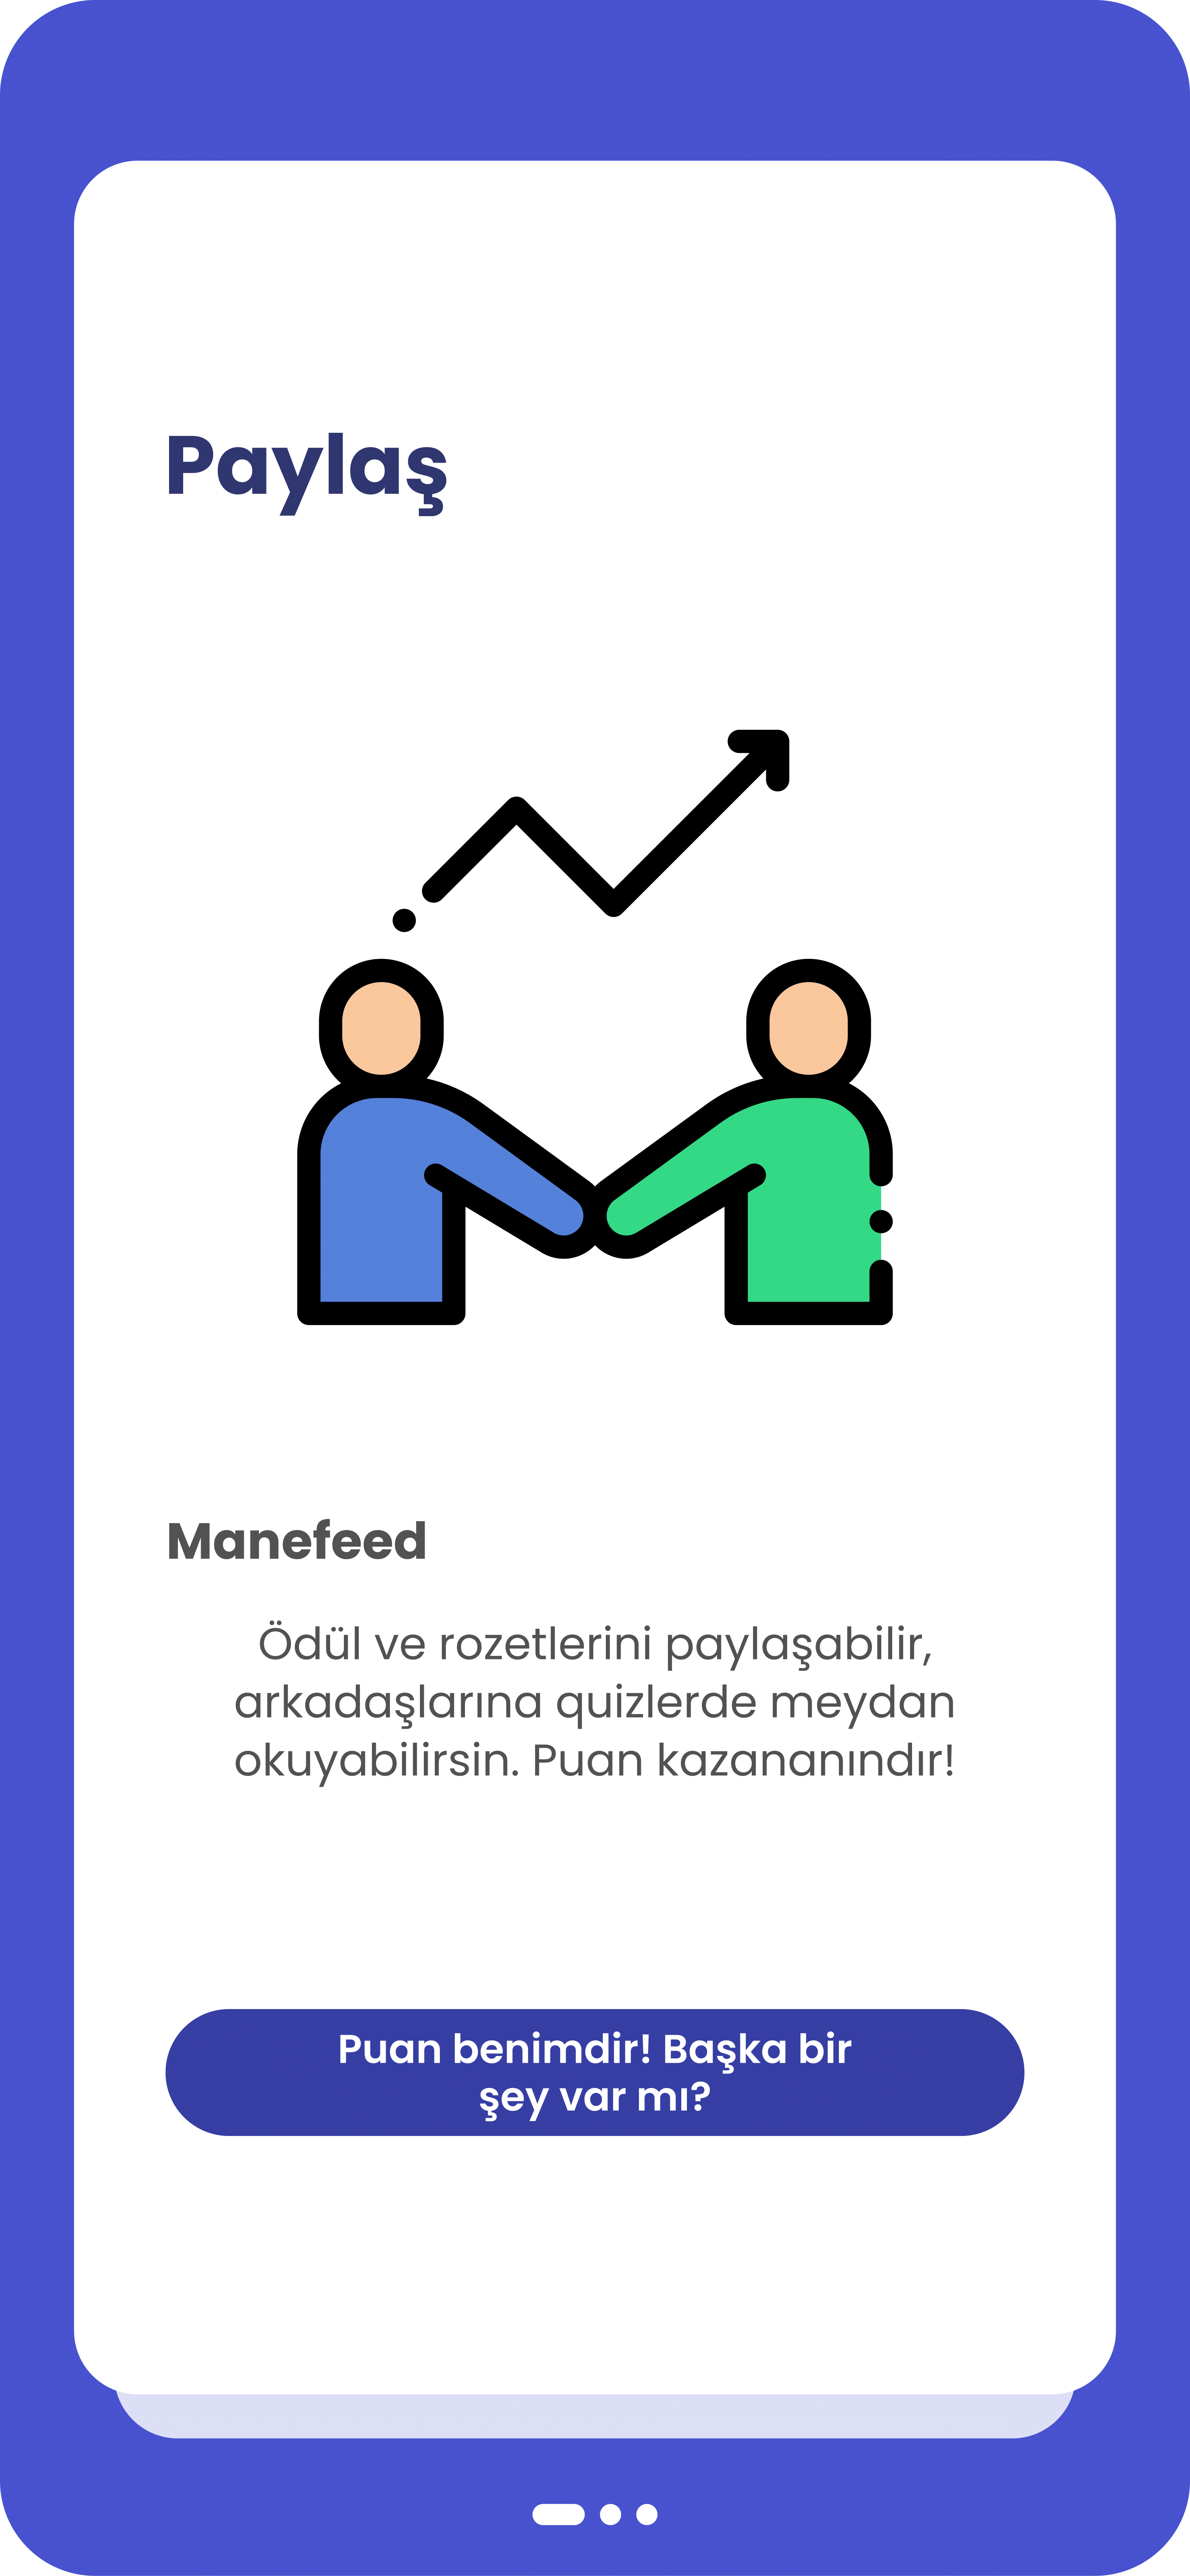 Paylaş
Manefeed
Ödül ve rozetlerini paylaşabilir,
arkadaşlarına quizlerde meydan
okuyabilirsin. Puan kazananındır!
Puan benimdir! Başka bir
şey var mı?